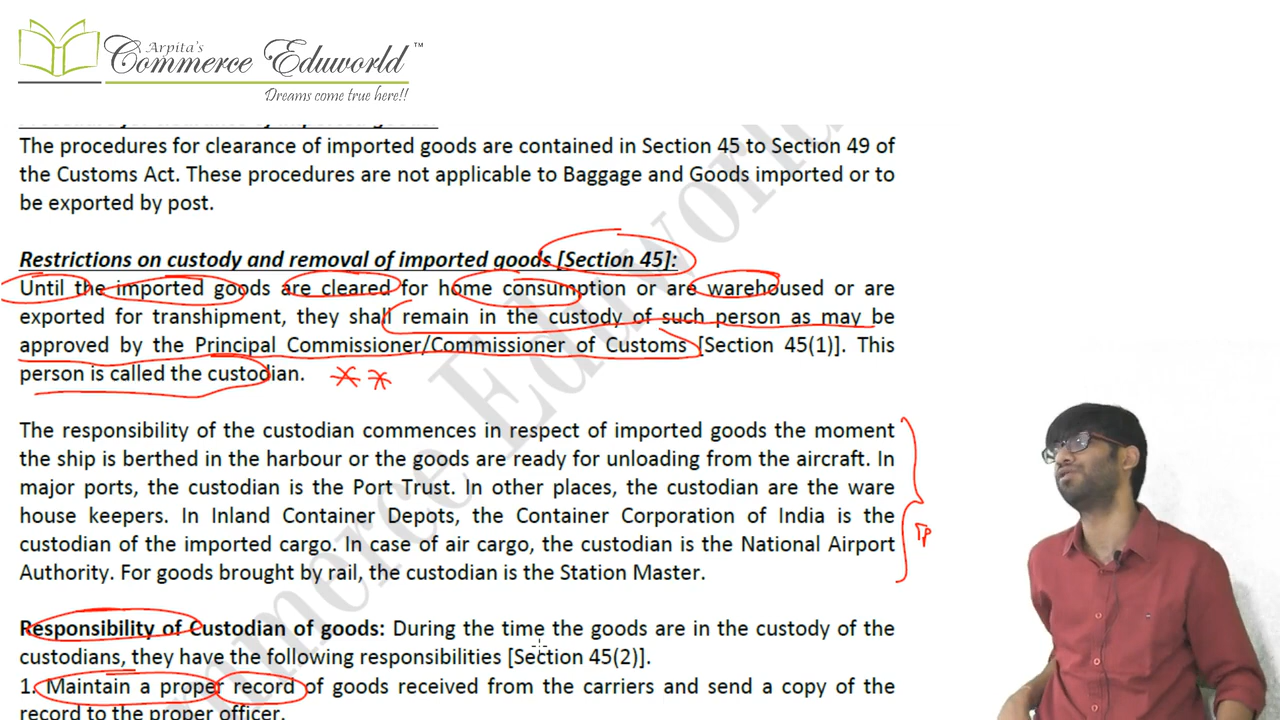 Arpita's
Commerce Eduworld™
Dreams come true here!!
The procedures for clearance of imported goods are contained in Section 45 to Section 49 of
the Customs Act. These procedures are not applicable to Baggage and Goods imported or to
be exported by post.
Restrictions on custody and removal of imported goods [Section 45]:
Until the imported goods are cleared for home consumption or are warehoused or are
exported for transhipment, they shall remain in the custody of such person as may be
approved by the Principal Commissioner/Commissioner of Customs [Section 45(1)]. This
person is called the custodian.
The responsibility of the custodian commences in respect of imported goods the moment
the ship is berthed in the harbour or the goods are ready for unloading from the aircraft. In
major ports, the custodian is the Port Trust. In other places, the custodian are the ware
house keepers. In Inland Container Depots, the Container Corporation of India is the
custodian of the imported cargo. In case of air cargo, the custodian is the National Airport
Authority. For goods brought by rail, the custodian is the Station Master.
Responsibility of Custodian of goods: During the time the goods are in the custody of the
custodians, they have the following responsibilities [Section 45(2)].
1. Maintain a proper record of goods received from the carriers and send a copy of the
record to the proper officer.